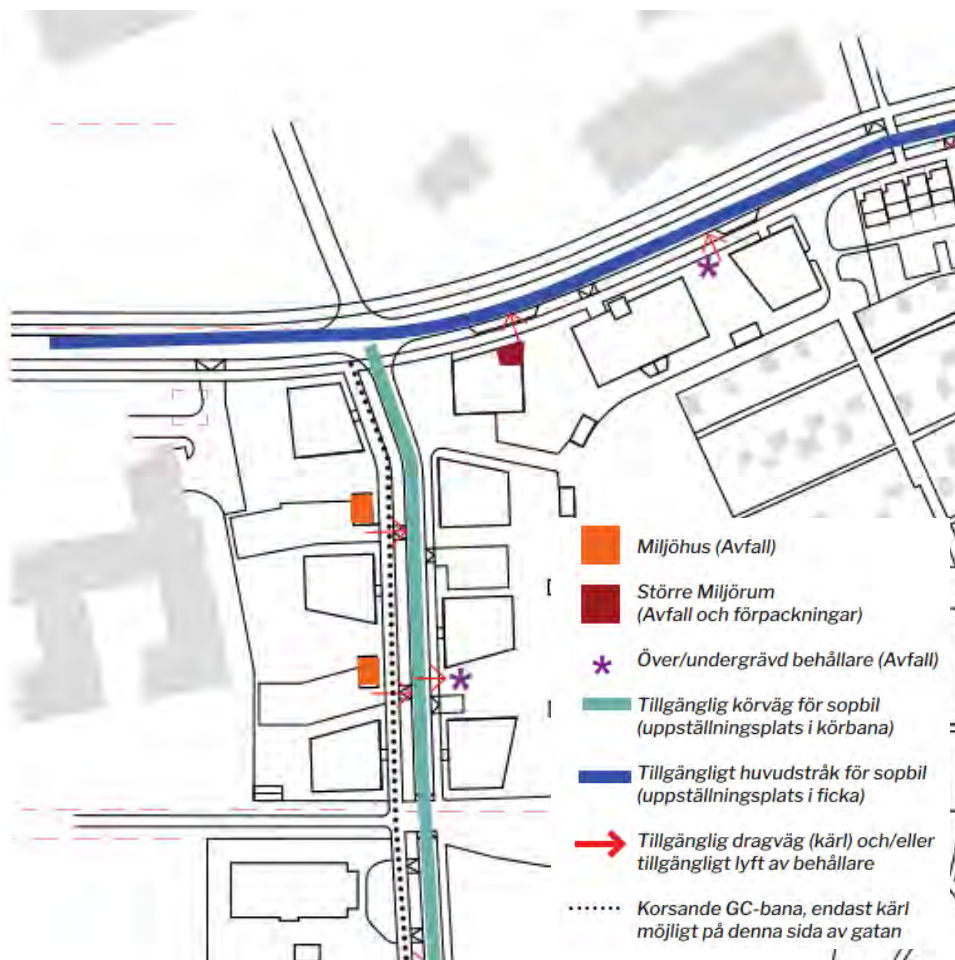 Miljöhus (Avfall)
Större Miljörum
(Avfall och förpackningar)
Över/undergrävd behållare (Avfall)
Tillgänglig körväg för sopbil
(uppställningsplats i körbana)
Tillgängligt huvudstråk för sopbil
(uppställningsplats i ficka)
Tillgänglig dragväg (kärl) och/eller
tillgängligt lyft av behållare
Korsande GC-bana, endast kärl
möjligt på denna sida av gatan